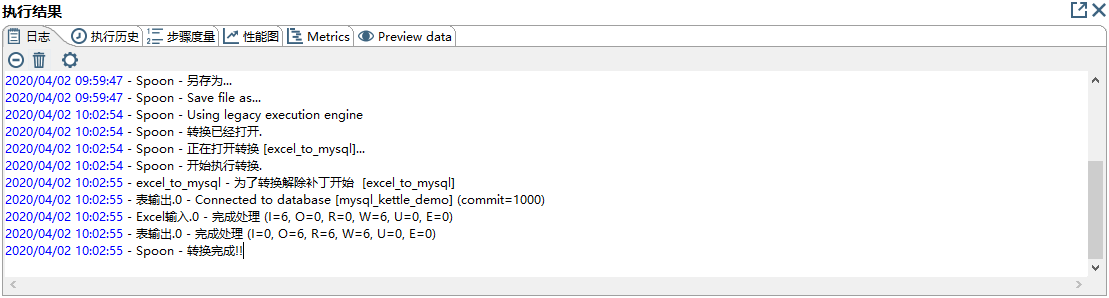 执行结果
日志 执行历史 步骤度量 性能图 Metrics Preview data
2020/04/02 09:59:47 - Spoon - 另存为...
2020/04/02 09:59:47 - Spoon - Save file as...
2020/04/02 10:02:54 - Spoon - Using legacy execution engine
2020/04/02 10:02:54 - Spoon - 转换已经打开.
2020/04/02 10:02:54 - Spoon - 正在打开转换 [excel_to_mysql]...
2020/04/02 10:02:54 - Spoon - 开始执行转换.
2020/04/02 10:02:55 - excel_to_mysql - 为了转换解除补丁开始  [excel_to_mysql]
2020/04/02 10:02:55 - 表输出.0 - Connected to database [mysql_kettle_demo] (commit=1000)
2020/04/02 10:02:55 - Excel输入.0 - 完成处理 (I=6, O=0, R=0, W=6, U=0, E=0)
2020/04/02 10:02:55 - 表输出.0 - 完成处理 (I=0, O=6, R=6, W=6, U=0, E=0)
2020/04/02 10:02:55 - Spoon - 转换完成!!